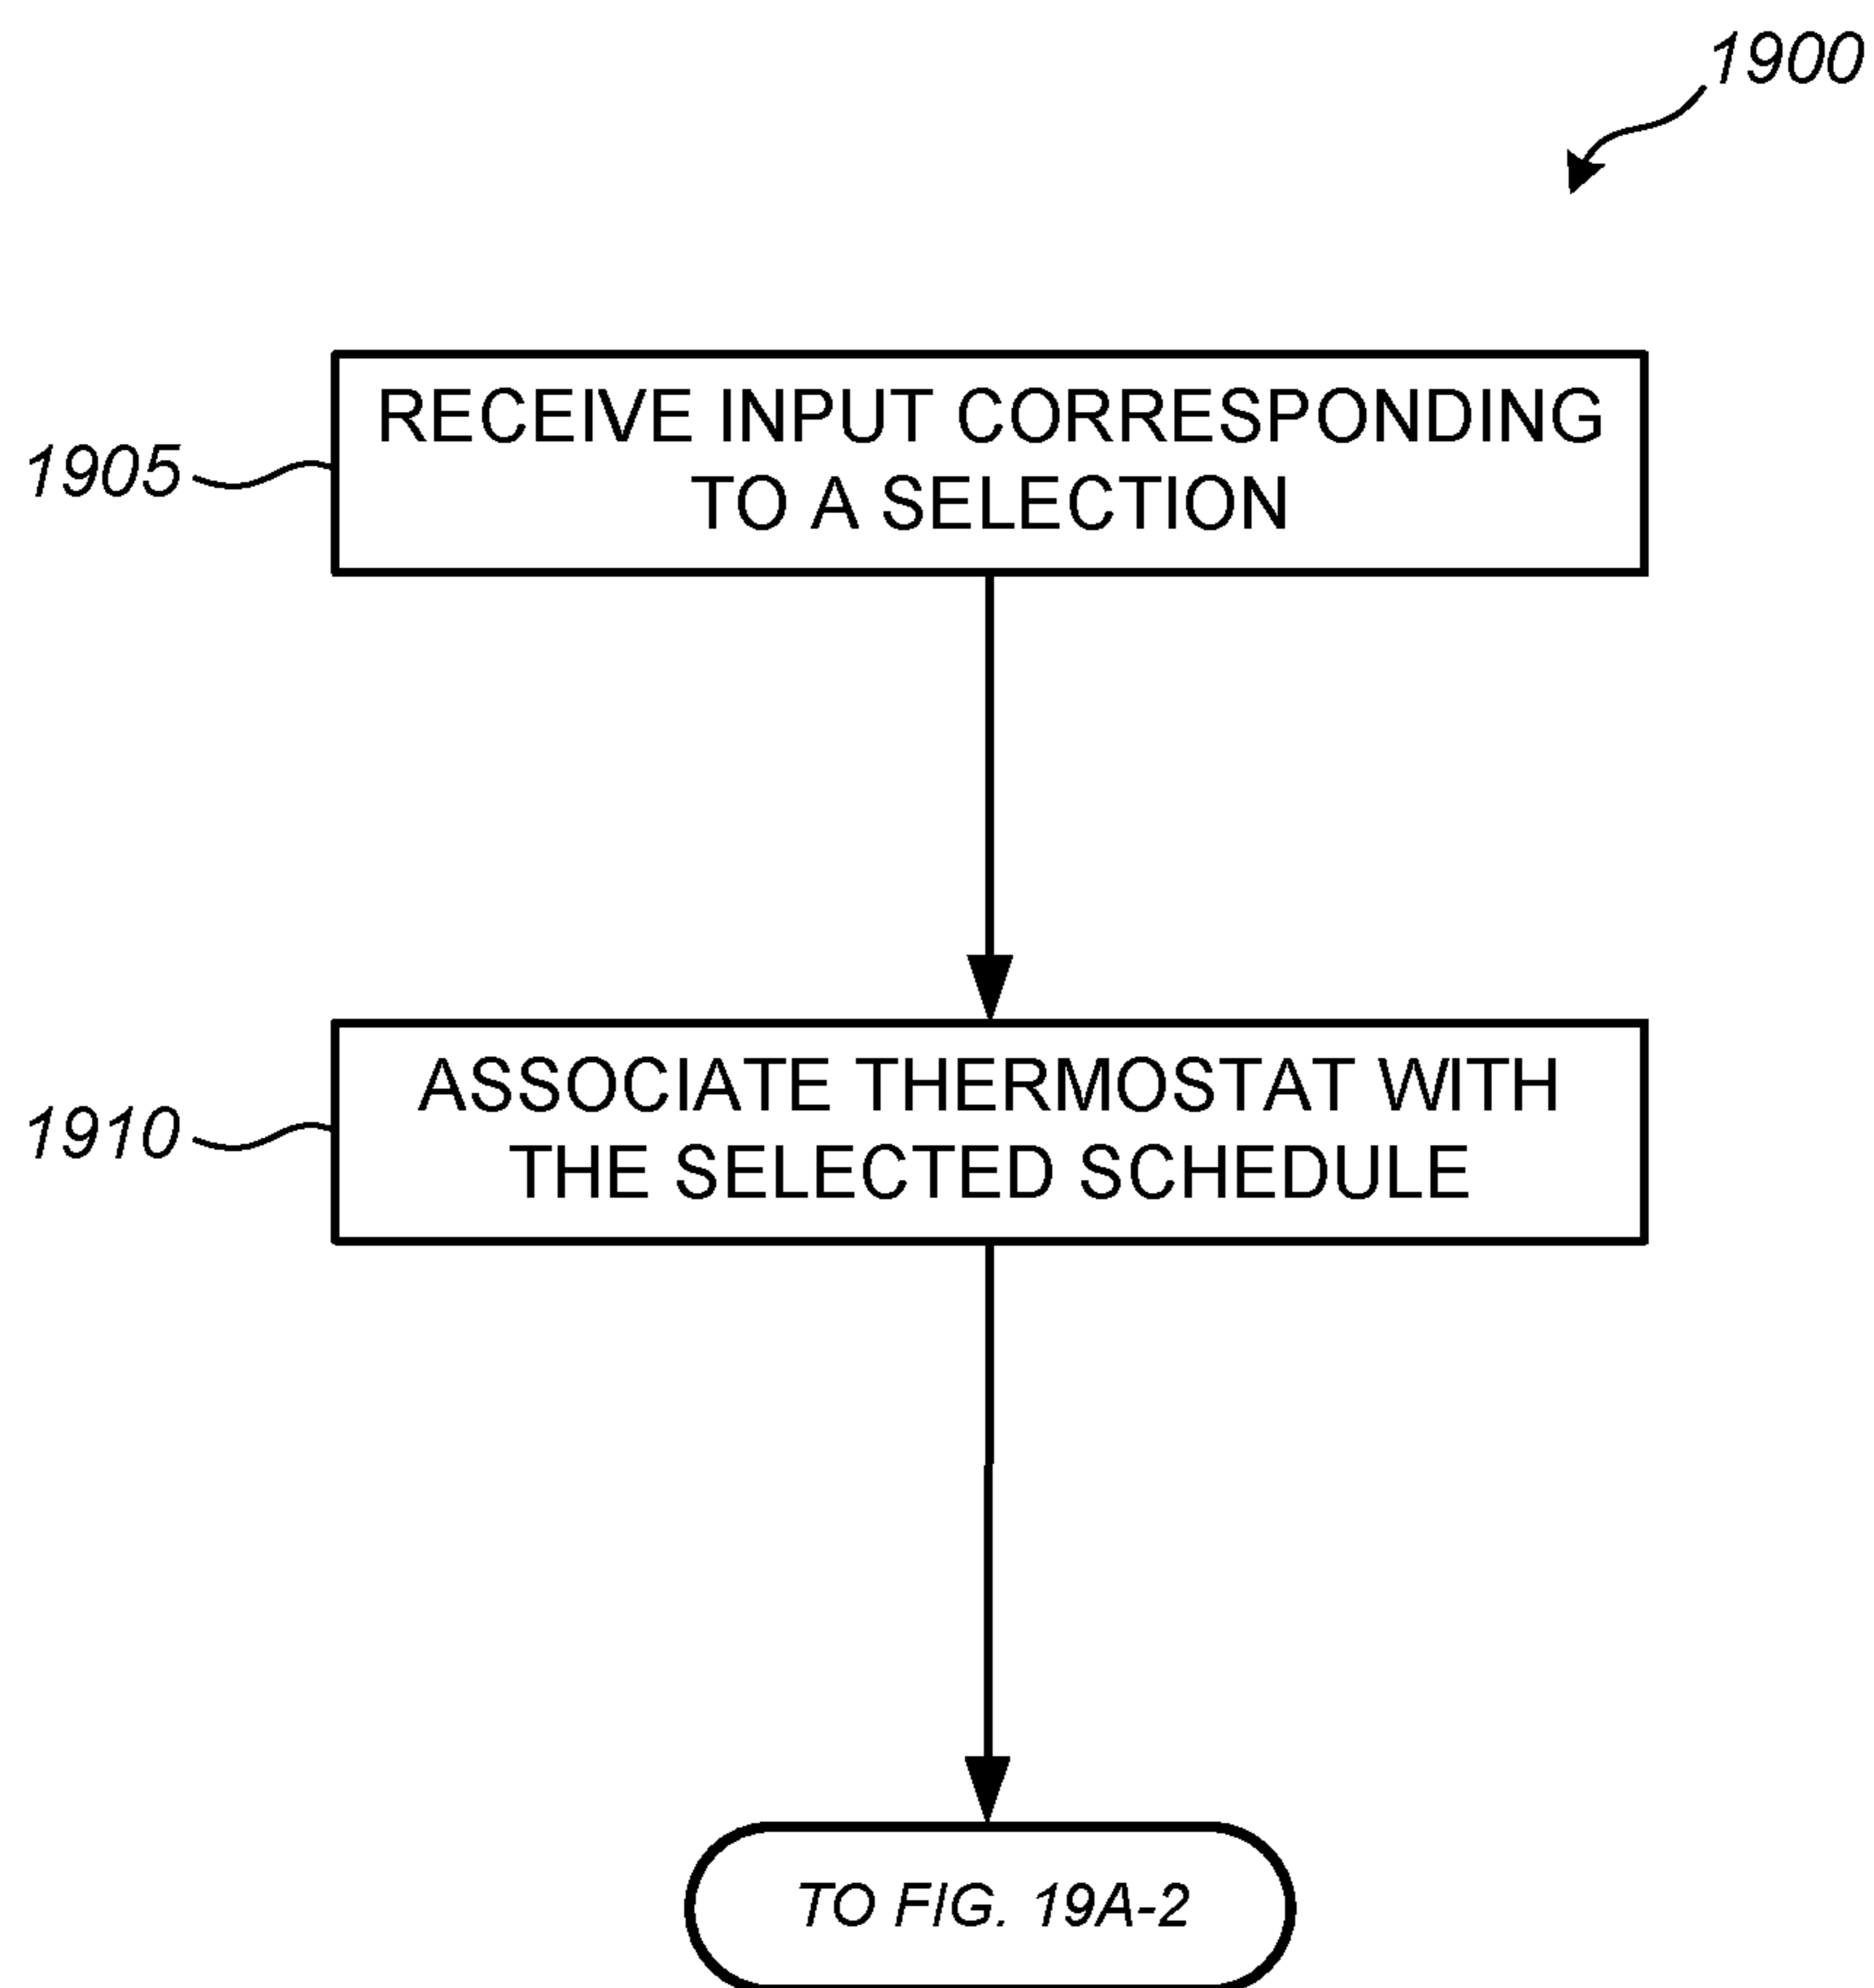 1900
1905
RECEIVE INPUT CORRESPONDING
TO A SELECTION
1910
ASSOCIATE THERMOSTAT WITH
THE SELECTED SCHEDULE
TO FIG. 19A-2